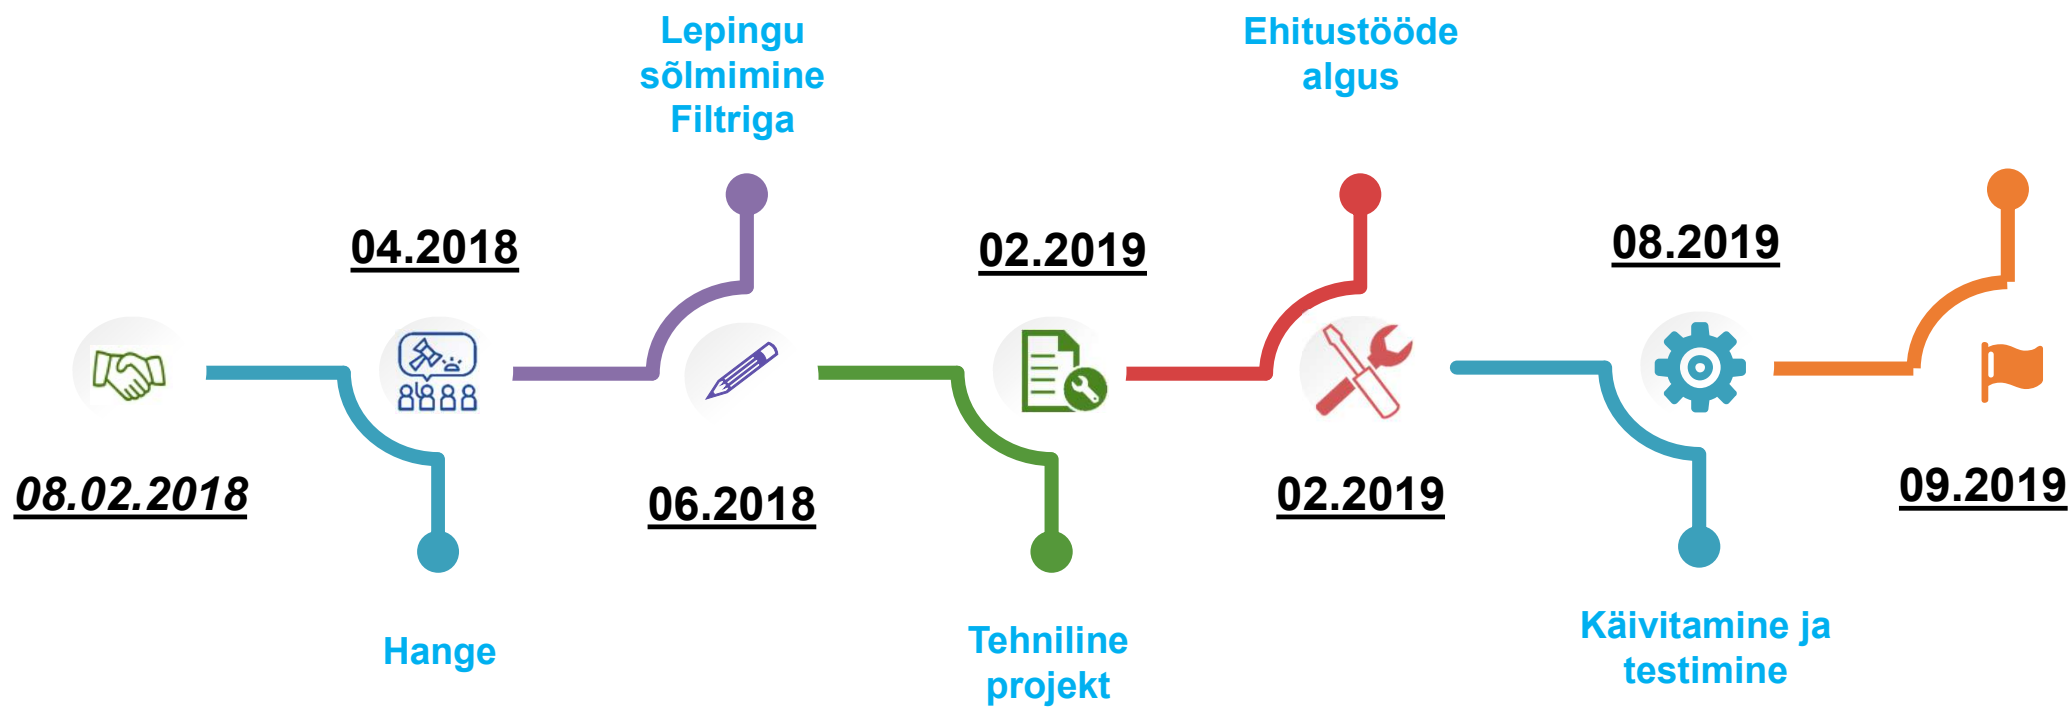 08.02.2018
04.2018
Hange
Lepingu
sõlmimine
Filtriga
06.2018
02.2019
Tehniline
projekt
Ehitustööde
algus
02.2019
08.2019
Käivitamine ja
testimine
09.2019